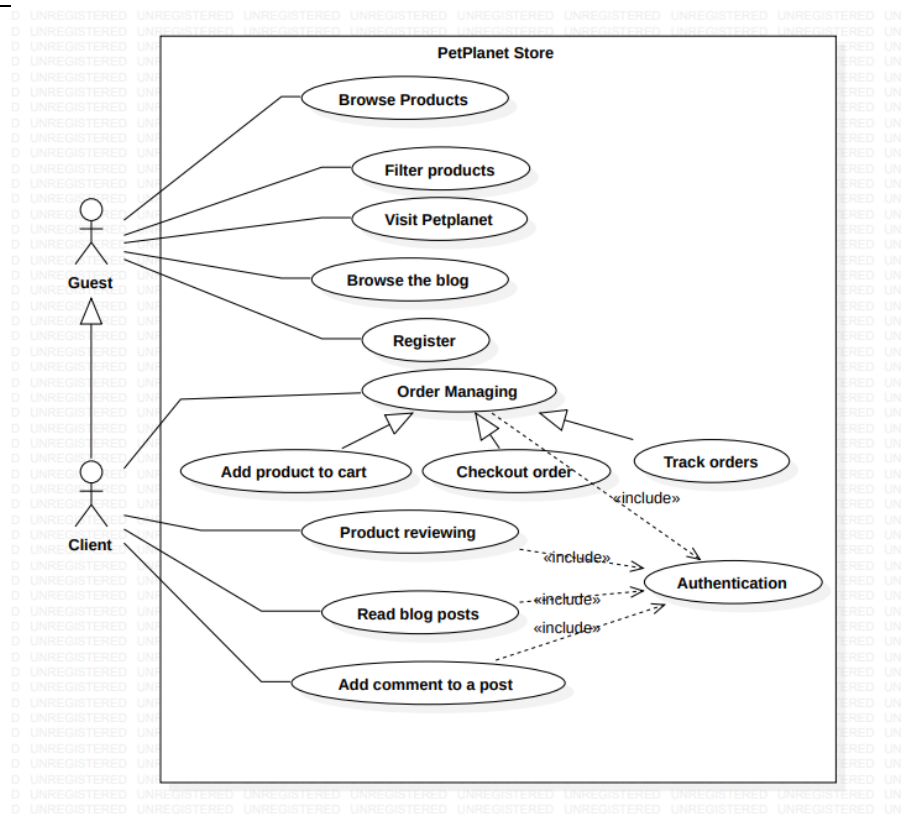 PetPlanet Store
Browse Products
Filter products
Visit Petplanet
Guest
Browse the blog
Register
Order Managing
Add product to cart
Checkout order
Track orders
«include»
Client
Product reviewing
«include»
Authentication
Read blog posts
«include»
«include»
Add comment to a post
UNREGISTERED